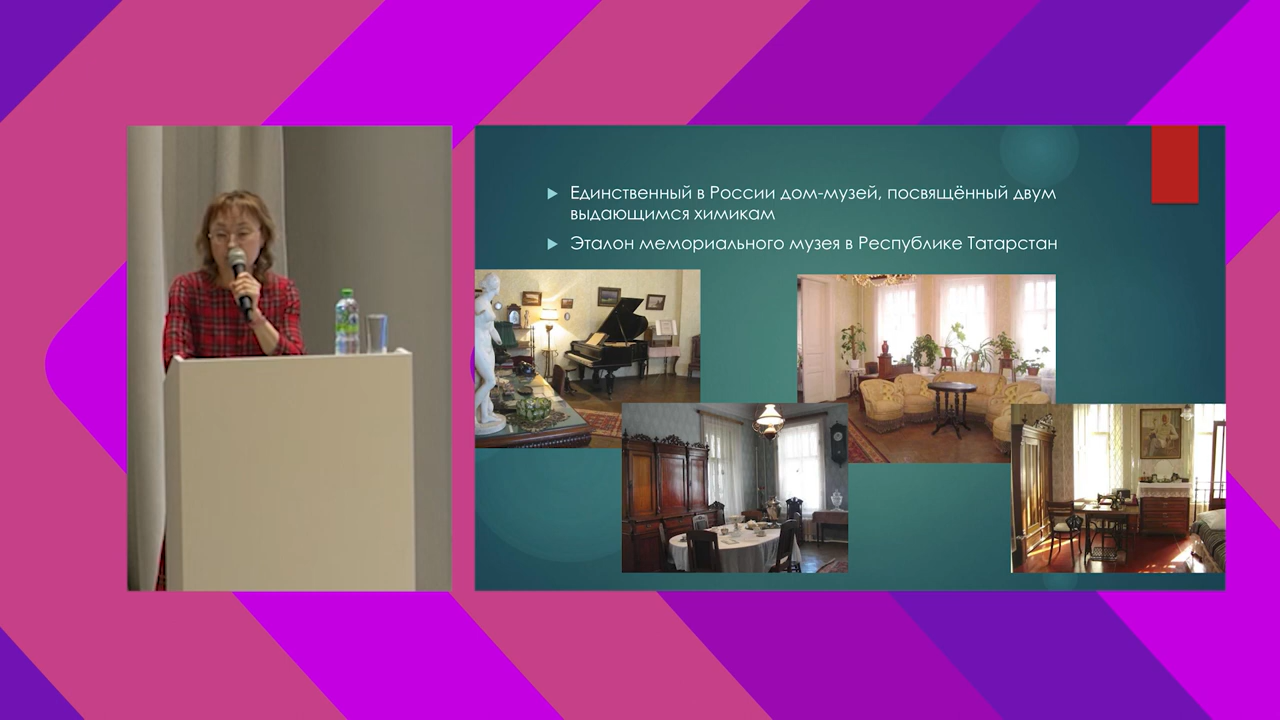 Единственный в России дом-музей, посвящённый двум
выдающимся химикам
Эталон мемориального музея в Республике Татарстан